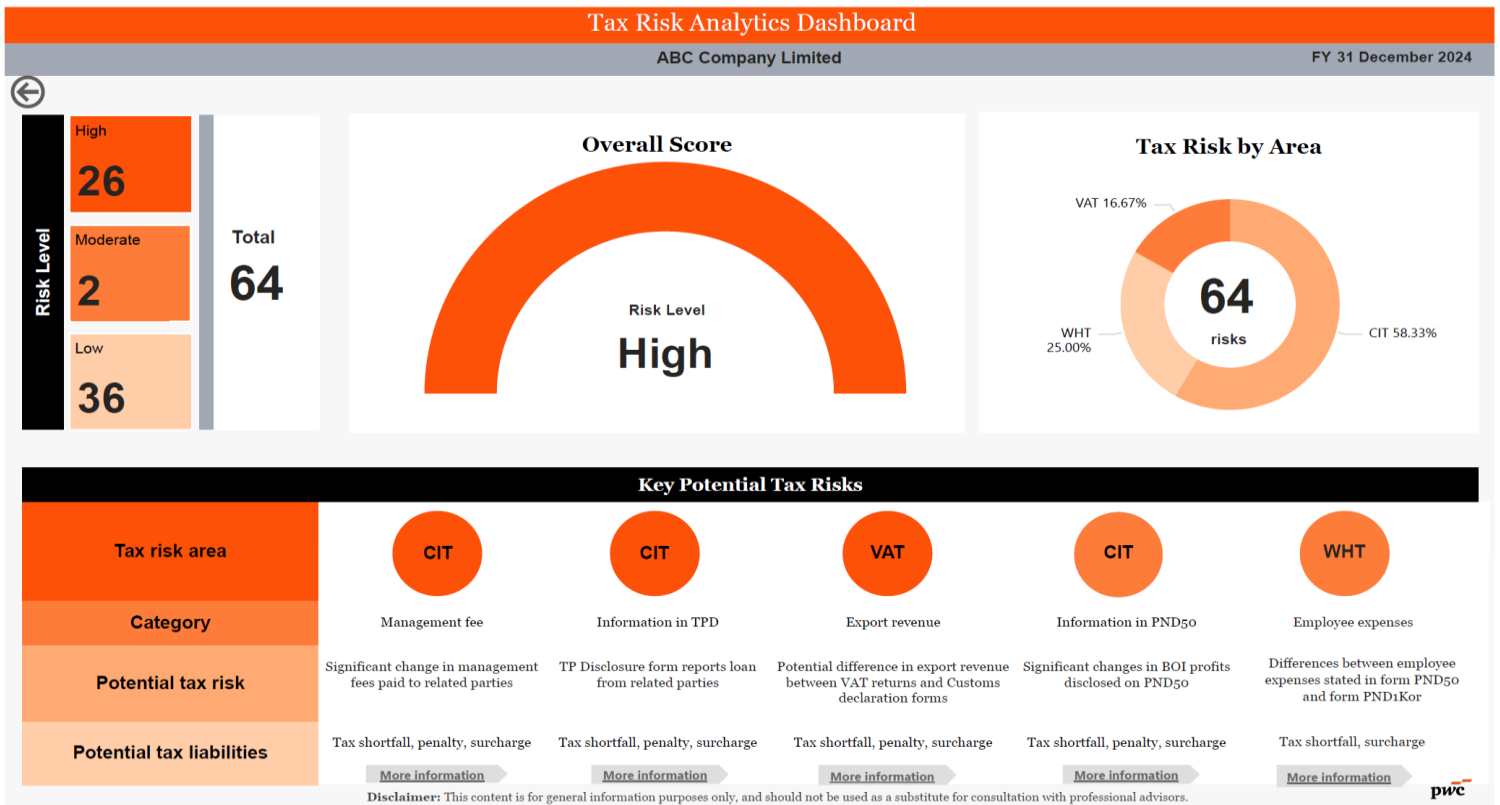 Tax Risk Analytics Dashboard
ABC Company Limited
FY 31 December 2024
Risk Level
High
26
Moderate
2
Low
36
Total
64
Overall Score
Risk Level
High
Tax Risk by Area
VAT 16.67%
WHT
25.00%
CIT 58.33%
64
risks
Key Potential Tax Risks
Tax risk area
CIT
CIT
VAT
CIT
WHT
Category
Management fee
Information in TPD
Export revenue
Information in PND50
Employee expenses
Potential tax risk
Significant change in management
fees paid to related parties
TP Disclosure form reports loan
from related parties
Potential difference in export revenue
between VAT returns and Customs
declaration forms
Significant changes in BOI profits
disclosed on PND50
Differences between employee
expenses stated in form PND50
and form PND1Kor
Potential tax liabilities
Tax shortfall, penalty, surcharge
Tax shortfall, penalty, surcharge
Tax shortfall, penalty, surcharge
Tax shortfall, penalty, surcharge
Tax shortfall, surcharge
More information
More information
More information
More information
More information
Disclaimer: This content is for general information purposes only, and should not be used as a substitute for consultation with professional advisors.
pwc